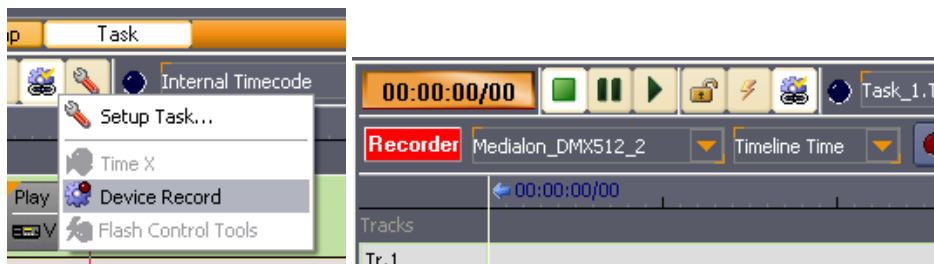 Task
Internal Timecode
Setup Task...
Time X
Play
Device Record
V
Flash Control Tools
00:00:00/00
Task_1.T
Recorder
Medialon_DMX512_2
Timeline Time
00:00:00/00
Tracks
Tr.1